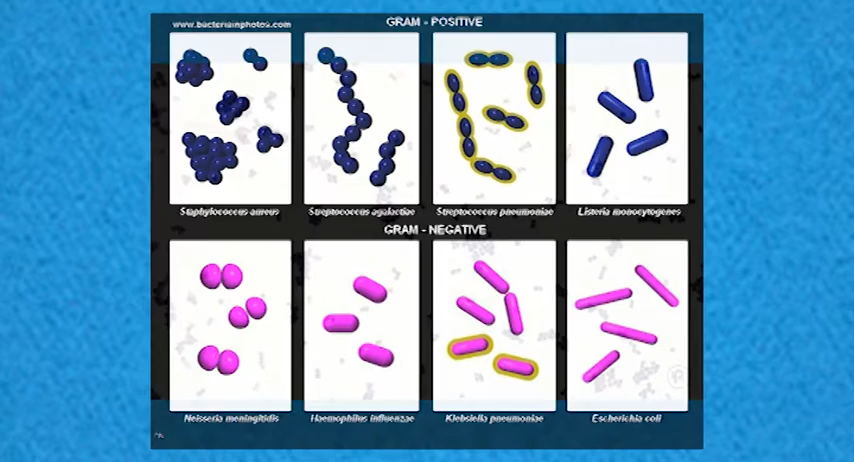 www.bacteriainphotos.com
GRAM - POSITIVE
Staphylococcus aureus
Streptococcus agalactiae
Streptococcus pneumoniae
Listeria monocytogenes
GRAM - NEGATIVE
Neisseria meningitidis
Haemophilus influenzae
Klebsiella pneumoniae
Escherichia coli